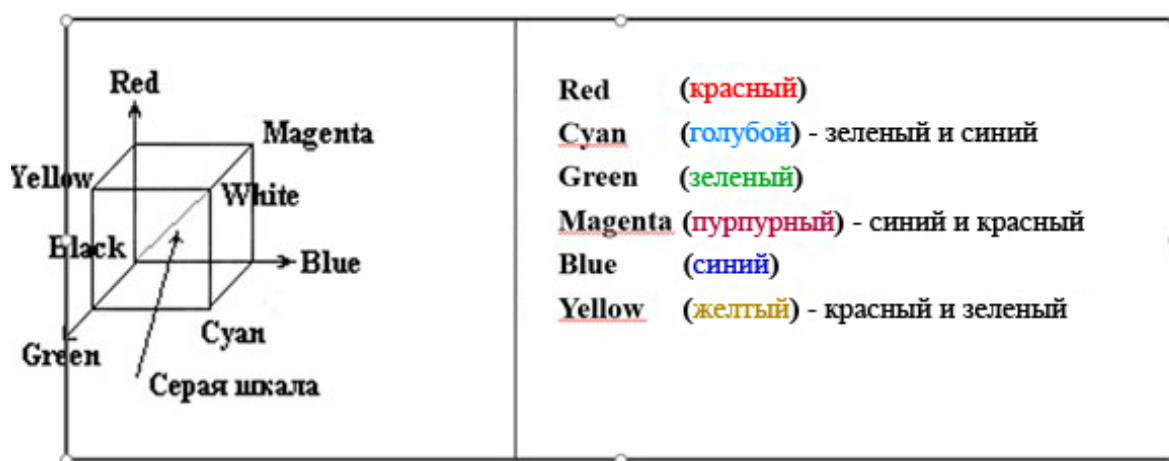 Red
Magenta
Yellow
White
Black
Blue
Cyan
Green
Серая шкала
Red (красный)
Cyan (голубой) - зеленый и синий
Green (зеленый)
Magenta (пурпурный) - синий и красный
Blue (синий)
Yellow (желтый) - красный и зеленый